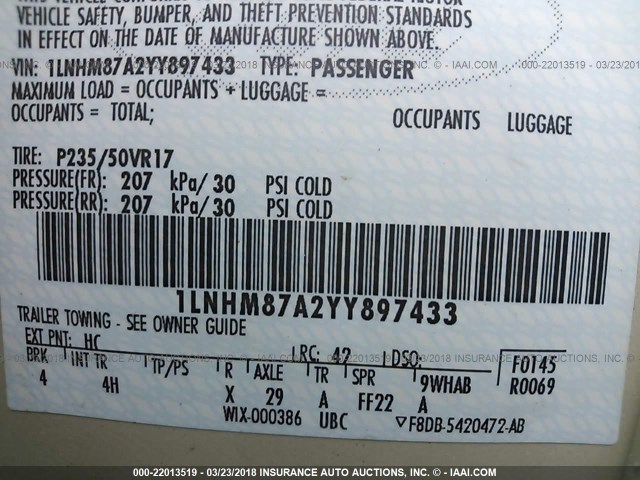 VEHICLE SAFETY, BUMPER, AND THEFT PREVENTION STANDARDS
IN EFFECT ON THE DATE OF MANUFACTURE SHOWN ABOVE.
VIN: 1LNHM87A2YY897433 TYPE: PASSENGER
MAXIMUM LOAD = OCCUPANTS + LUGGAGE =
OCCUPANTS = TOTAL; OCCUPANTS LUGGAGE
TIRE: P235/50VR17
PRESSURE(FR): 207 kPa/ 30 PSI COLD
PRESSURE(RR): 207 kPa/ 30 PSI COLD
1LNHM87A2YY897433
TRAILER TOWING - SEE OWNER GUIDE
EXT PNT: HC RC: 42 DSO: F0145
BRK INT TR TP/PS R AXLE TR SPR 9WHAB R0069
4 4H X 29 A FF22 A
WIX-000386 UBC ▽F8DB-5420472-AB
000-22013519 / 03/23/2018 INSURANCE AUTO AUCTIONS, INC. - IAAI.COM